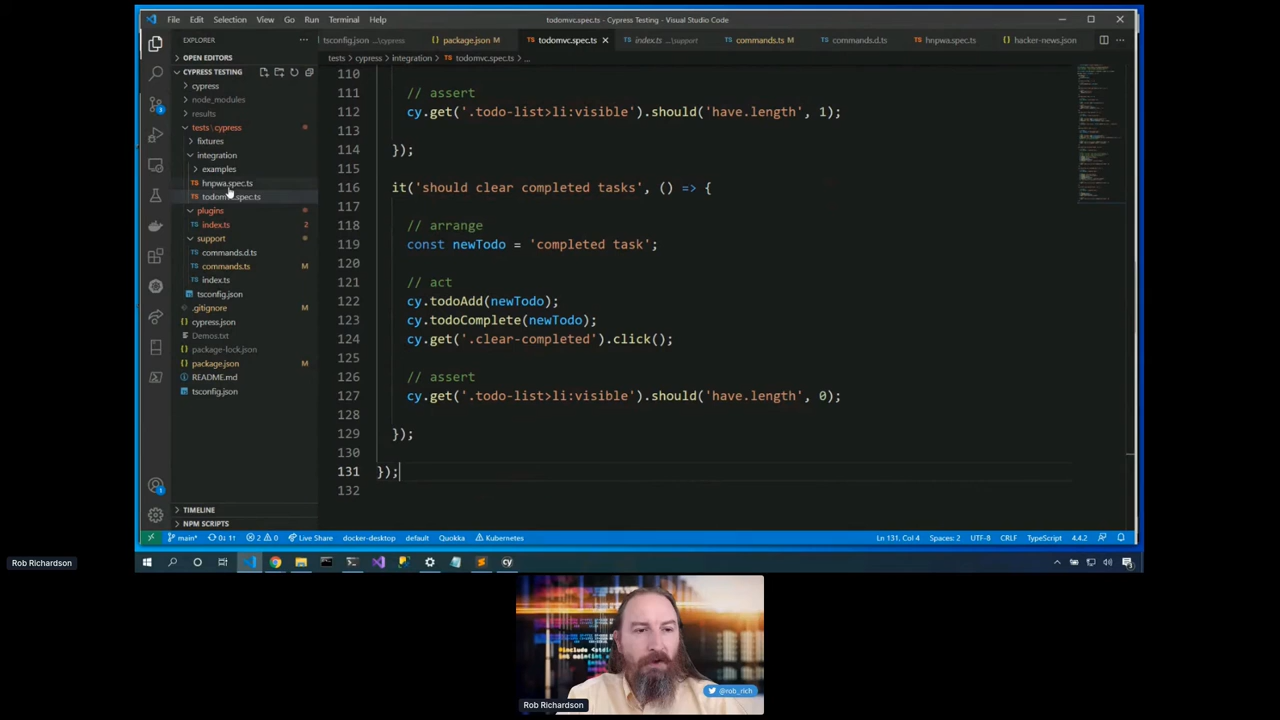 File Edit Selection View Go Run Terminal Help
todomvc.spec.ts - Cypress Testing - Visual Studio Code
EXPLORER
tsconfig.json ...\cypress
package.json M
todomvc.spec.ts
index.ts ...\support
commands.ts M
commands.d.ts
hnpwa.spec.ts
hacker-news.json
tests > cypress > integration > todomvc.spec.ts > ...
OPEN EDITORS
CYPRESS TESTING
cypress
node_modules
results
tests \ cypress
fixtures
integration
examples
hnpwa.spec.ts
todomvc.spec.ts
plugins
index.ts 2
support
commands.d.ts
commands.ts M
index.ts
tsconfig.json
.gitignore M
cypress.json
Demos.txt
package-lock.json
package.json M
README.md
tsconfig.json
TIMELINE
NPM SCRIPTS
110
111 // assert
112 cy.get('.todo-list>li:visible').should('have.length', 1);
113
114 });
115
116 it('should clear completed tasks', () => {
117
118 // arrange
119 const newTodo = 'completed task';
120
121 // act
122 cy.todoAdd(newTodo);
123 cy.todoComplete(newTodo);
124 cy.get('.clear-completed').click();
125
126 // assert
127 cy.get('.todo-list>li:visible').should('have.length', 0);
128
129 });
130
131 });
132
main* 0↓ 1↑ 2 0 Live Share docker-desktop default Quokka Kubernetes
Ln 131, Col 4 Spaces: 2 UTF-8 CRLF TypeScript 4.4.2
Rob Richardson
@rob_rich
Rob Richardson